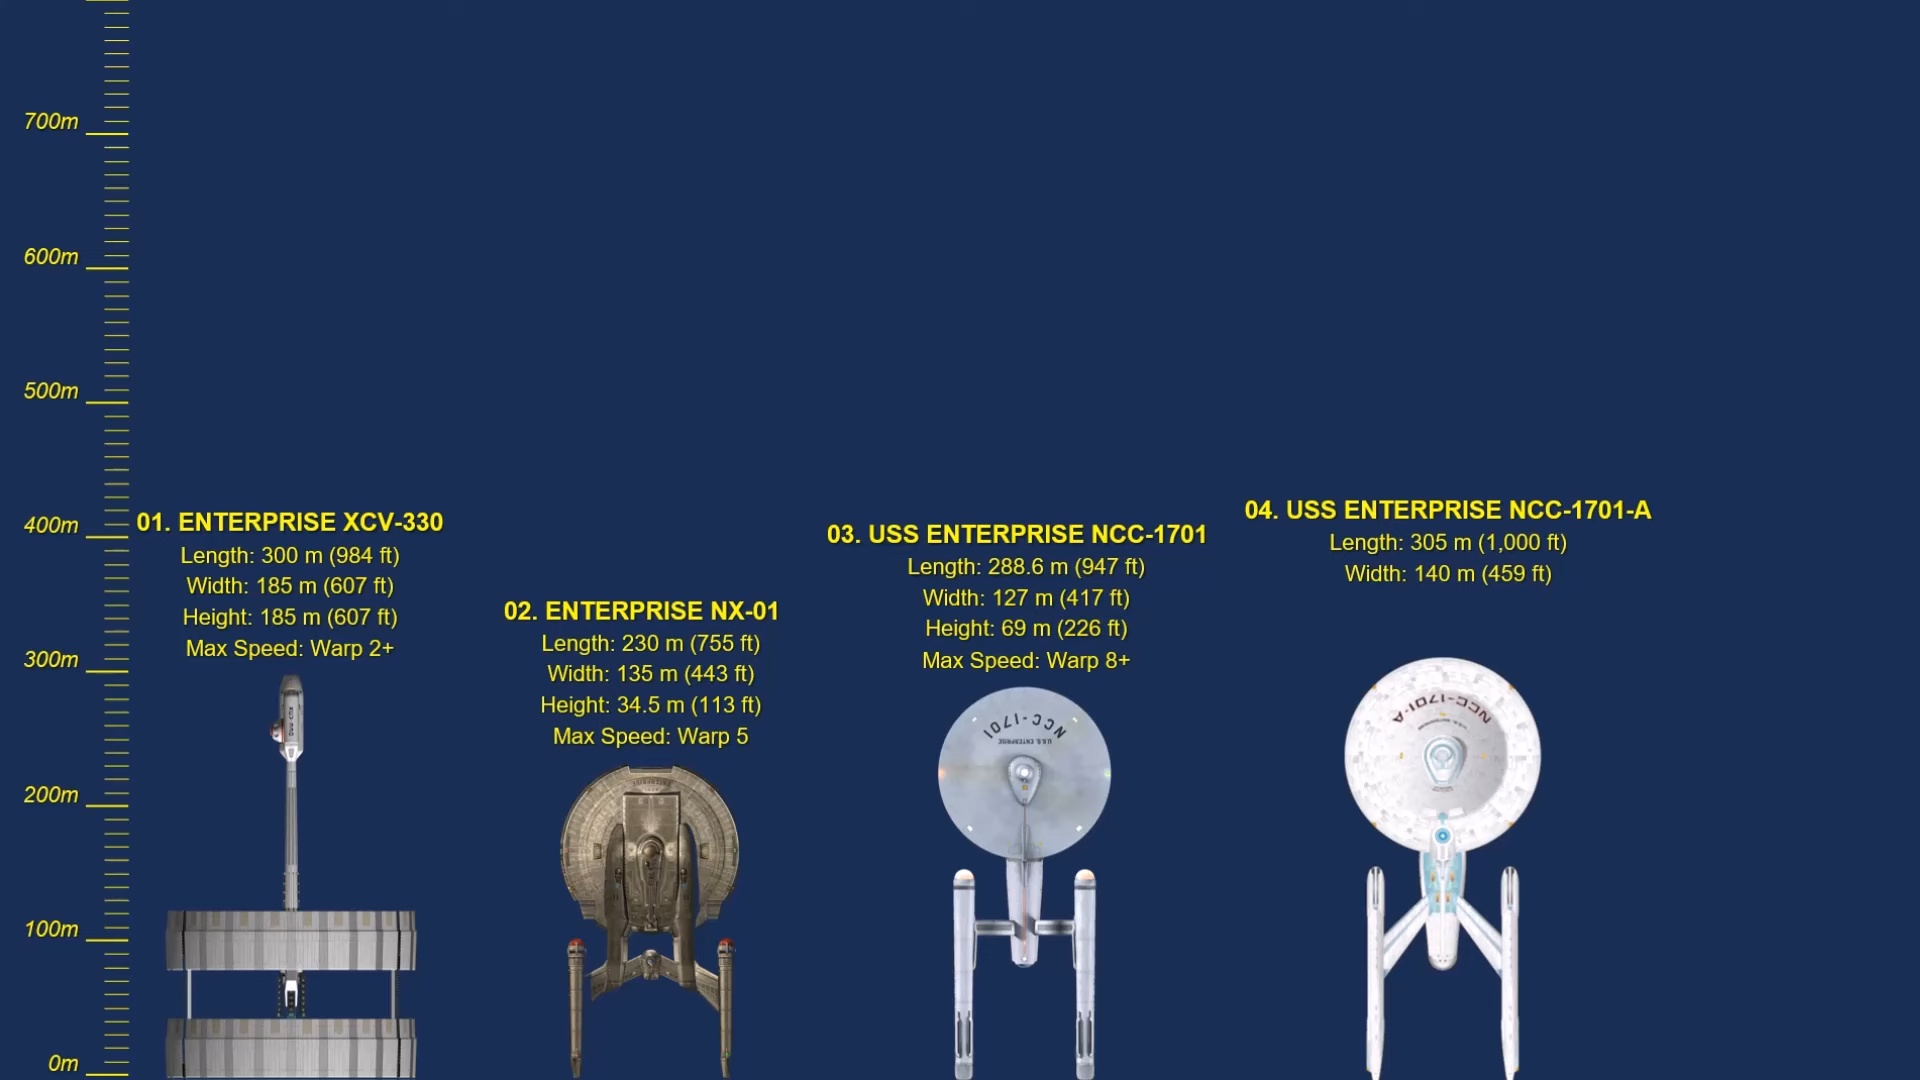 700m
600m
500m
400m
300m
200m
100m
0m
01. ENTERPRISE XCV-330
Length: 300 m (984 ft)
Width: 185 m (607 ft)
Height: 185 m (607 ft)
Max Speed: Warp 2+
02. ENTERPRISE NX-01
Length: 230 m (755 ft)
Width: 135 m (443 ft)
Height: 34.5 m (113 ft)
Max Speed: Warp 5
ENTERPRISE
03. USS ENTERPRISE NCC-1701
Length: 288.6 m (947 ft)
Width: 127 m (417 ft)
Height: 69 m (226 ft)
Max Speed: Warp 8+
NCC-1701
U.S.S. ENTERPRISE
04. USS ENTERPRISE NCC-1701-A
Length: 305 m (1,000 ft)
Width: 140 m (459 ft)
NCC-1701-A
U.S.S. ENTERPRISE